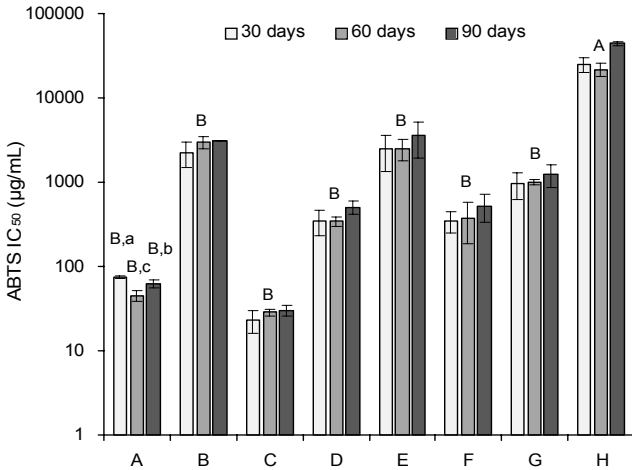 100000
30 days 60 days 90 days
A
10000
B B
1000
B B B
B,a B,b
B,c
100
B
10
1
A B C D E F G H
ABTS IC₅₀ (µg/mL)